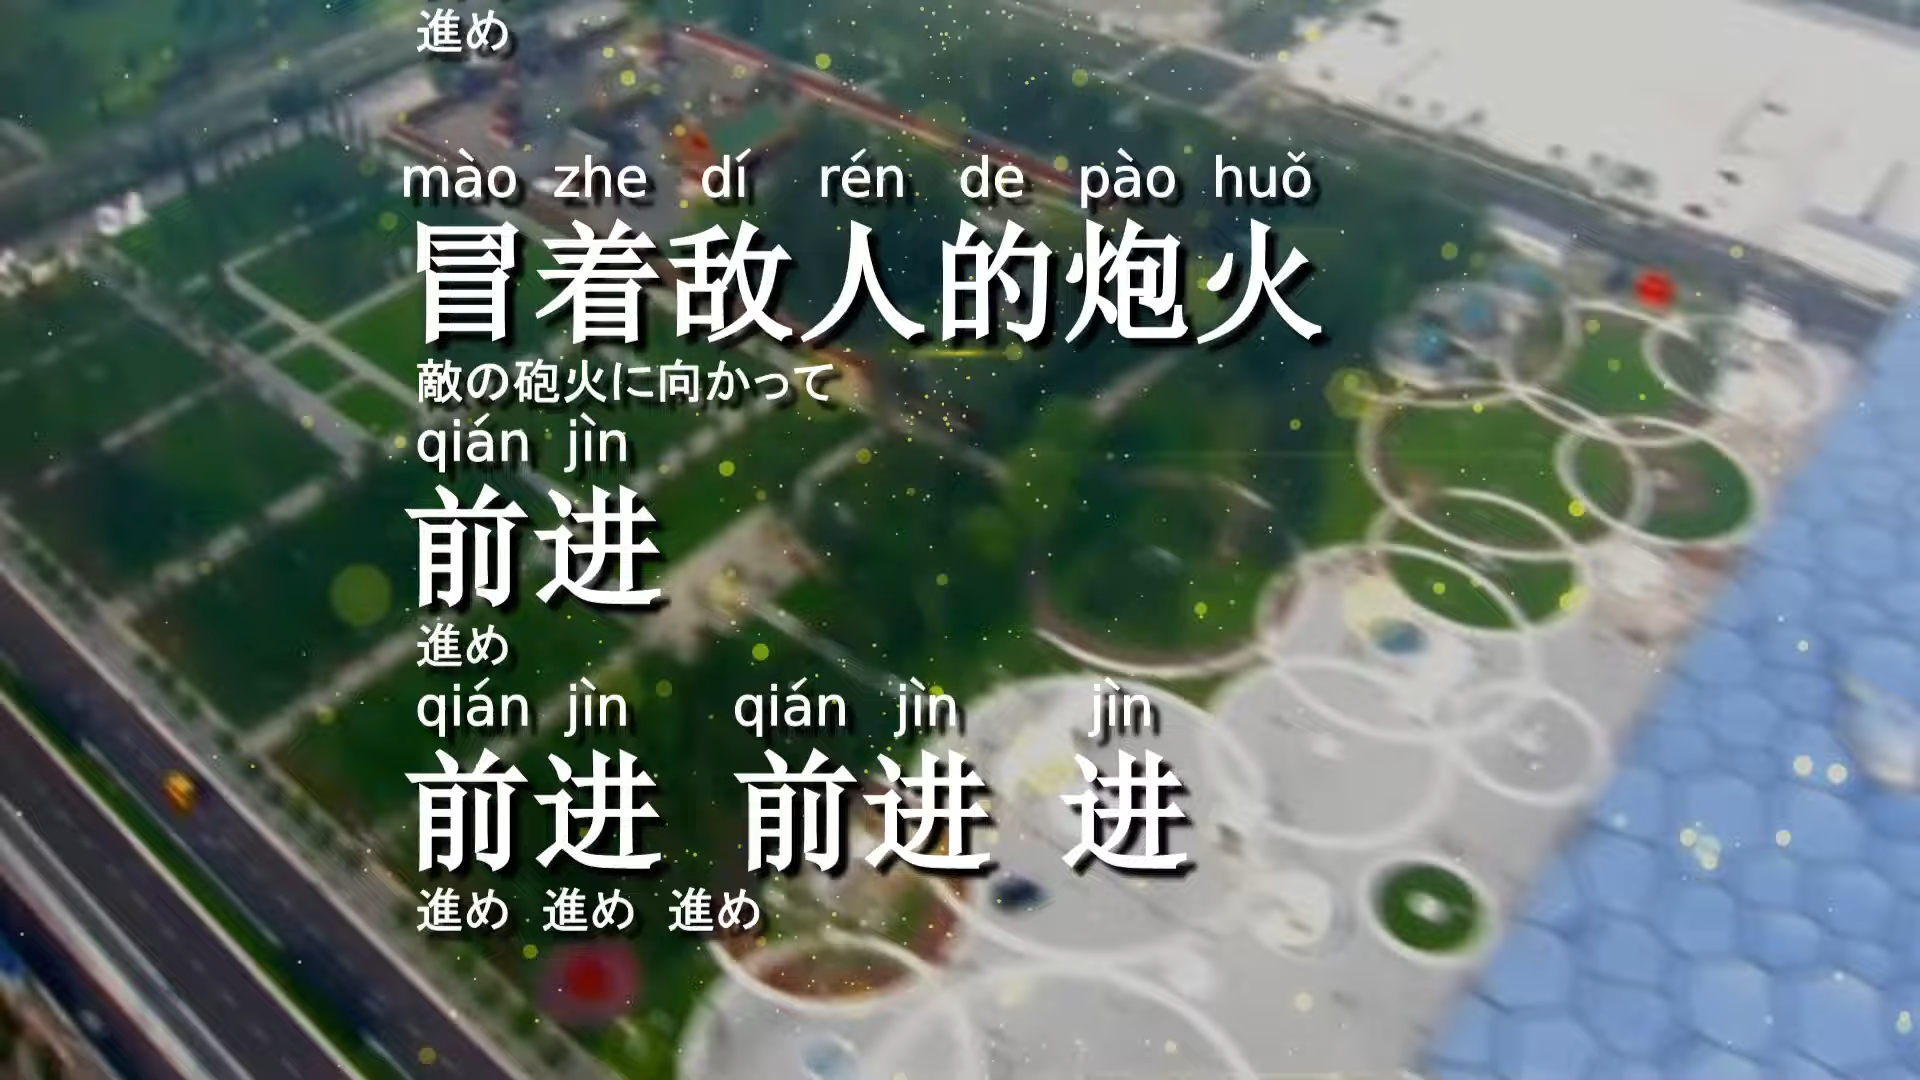 進め
mào zhe dí rén de pào huǒ
冒着敌人的炮火
敵の砲火に向かって
qián jìn
前进
進め
qián jìn qián jìn jìn
前进 前进 进
進め 進め 進め